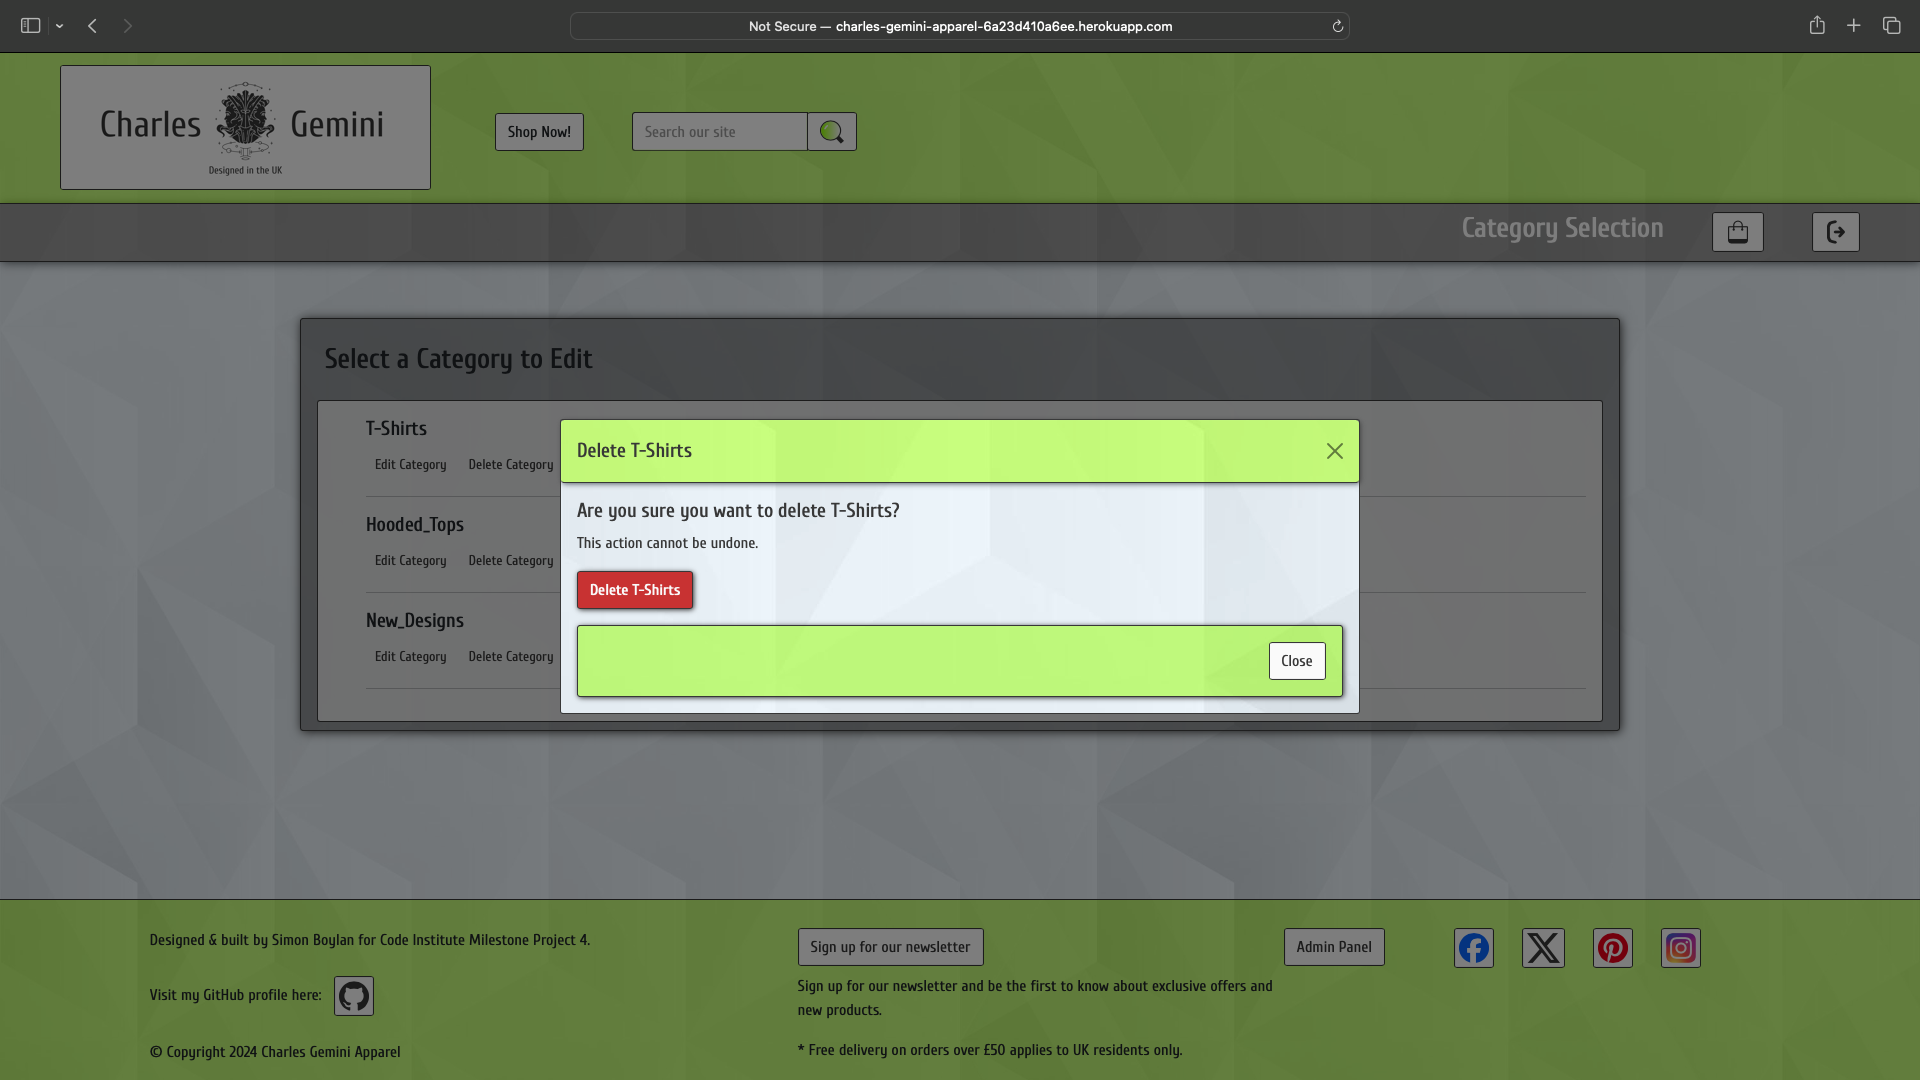 Not Secure — charles-gemini-apparel-6a23d410a6ee.herokuapp.com
Charles Gemini
Designed in the UK
Shop Now!
Search our site
Category Selection
Select a Category to Edit
T-Shirts
Edit Category Delete Category
Hooded_Tops
Edit Category Delete Category
New_Designs
Edit Category Delete Category
Delete T-Shirts
Are you sure you want to delete T-Shirts?
This action cannot be undone.
Delete T-Shirts
Close
Designed & built by Simon Boylan for Code Institute Milestone Project 4.
Visit my GitHub profile here:
© Copyright 2024 Charles Gemini Apparel
Sign up for our newsletter
Sign up for our newsletter and be the first to know about exclusive offers and
new products.
* Free delivery on orders over £50 applies to UK residents only.
Admin Panel